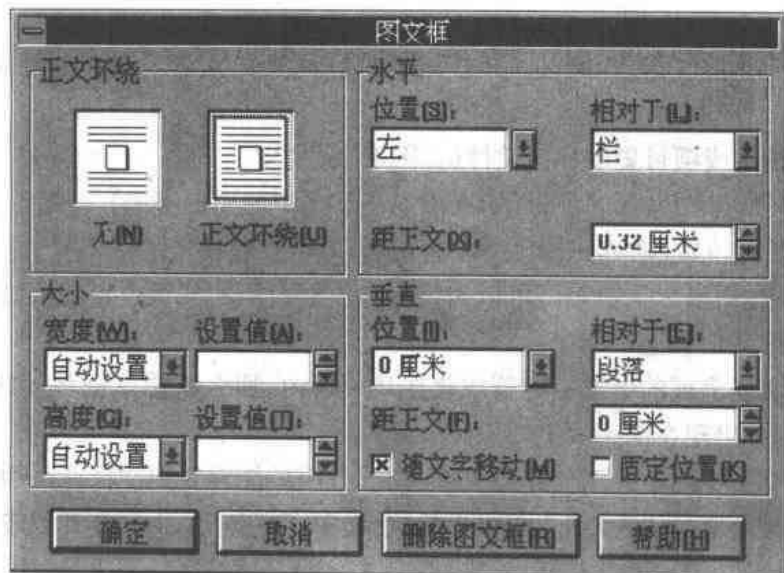 图文框
正文环绕
无(N) 正文环绕(U)
水平
位置(S): 相对于(L):
左 栏
距正文(X): 0.32 厘米
大小
宽度(W): 设置值(A):
自动设置
高度(G): 设置值(T):
自动设置
垂直
位置(I): 相对于(E):
0 厘米 段落
距正文(F): 0 厘米
随文字移动(M) 固定位置(K)
确定 取消 删除图文框(R) 帮助(H)